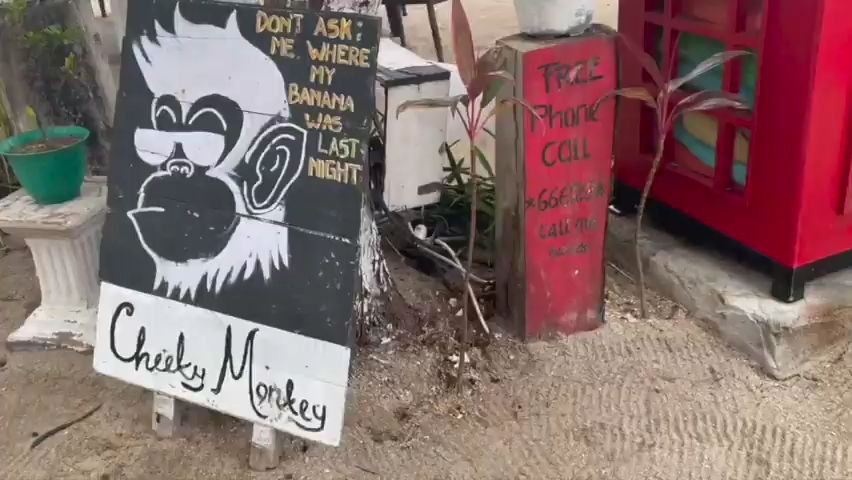 DON'T ASK:
ME WHERE
MY
BANANA
WAS
LAST
NIGHT
Cheeky Monkey
FREE
Phone
CALL
CALL me